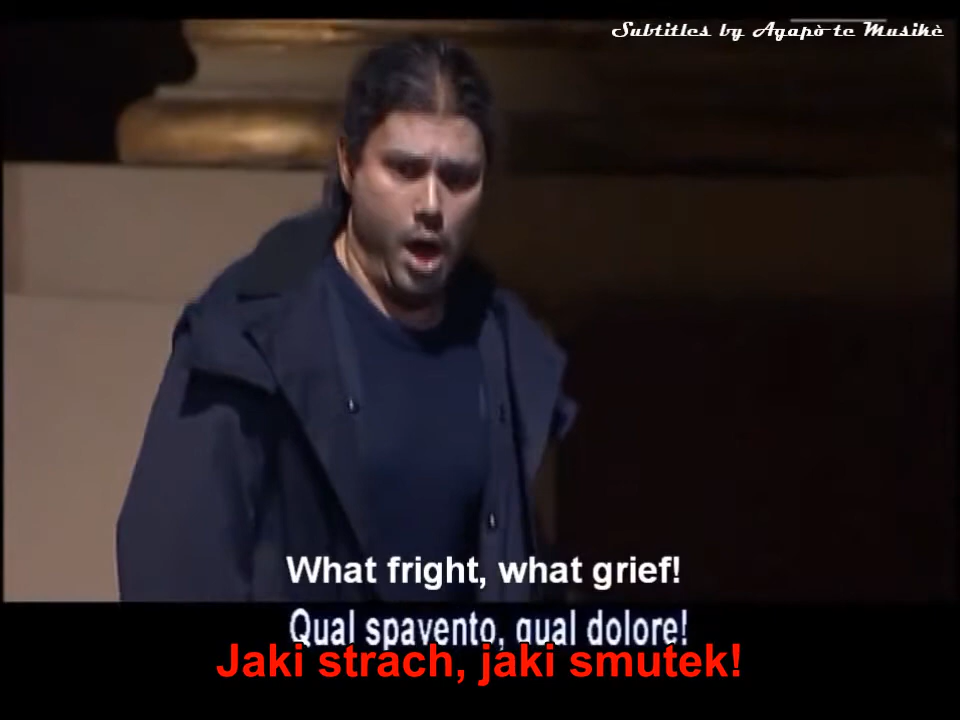 Subtitles by Agapò te Musikè
What fright, what grief!
Qual spavento, qual dolore!
Jaki strach, jaki smutek!